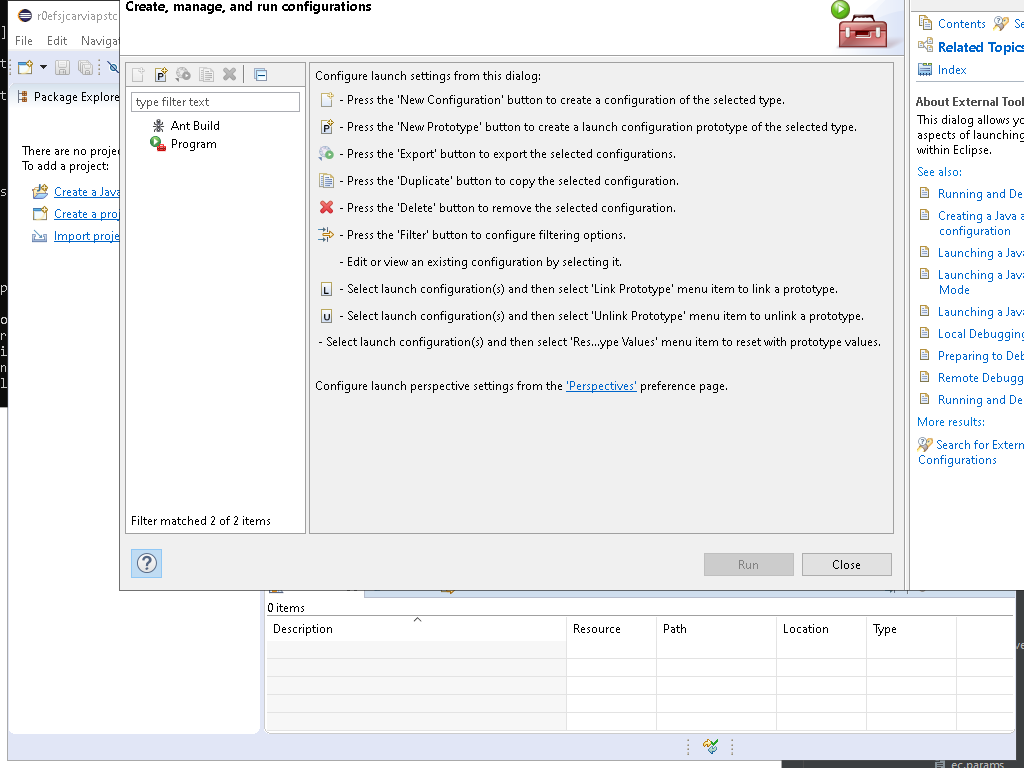 Create, manage, and run configurations
r0efsjcarviapstc
File Edit Navigat
Package Explore
There are no projec
To add a project:
Create a Java
Create a proj
Import proje
type filter text
Ant Build
Program
Filter matched 2 of 2 items
Configure launch settings from this dialog:
- Press the 'New Configuration' button to create a configuration of the selected type.
P - Press the 'New Prototype' button to create a launch configuration prototype of the selected type.
- Press the 'Export' button to export the selected configurations.
- Press the 'Duplicate' button to copy the selected configuration.
- Press the 'Delete' button to remove the selected configuration.
- Press the 'Filter' button to configure filtering options.
- Edit or view an existing configuration by selecting it.
L - Select launch configuration(s) and then select 'Link Prototype' menu item to link a prototype.
U - Select launch configuration(s) and then select 'Unlink Prototype' menu item to unlink a prototype.
- Select launch configuration(s) and then select 'Res...ype Values' menu item to reset with prototype values.
Configure launch perspective settings from the 'Perspectives' preference page.
? Run Close
Contents Se
Related Topics
Index
About External Tool
This dialog allows yo
aspects of launching
within Eclipse.
See also:
Running and De
Creating a Java a
configuration
Launching a Java
Launching a Java
Mode
Launching a Java
Local Debugging
Preparing to Deb
Remote Debugg
Running and De
More results:
Search for Extern
Configurations
0 items
Description Resource Path Location Type
ec.params